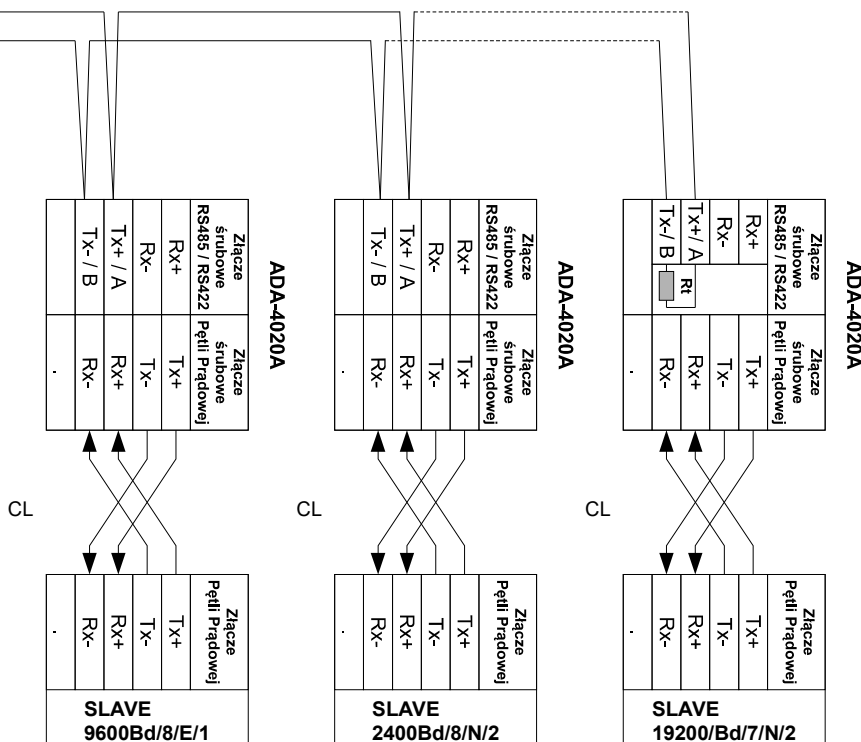 ADA-4020A
Złącze
śrubowe
RS485 / RS422
Rx+
Rx-
Tx+ / A
Tx- / B
Złącze
śrubowe
Pętli Prądowej
Tx+
Tx-
Rx+
Rx-
.
CL
Złącze
Pętli Prądowej
Tx+
Tx-
Rx+
Rx-
.
SLAVE
9600Bd/8/E/1
ADA-4020A
Złącze
śrubowe
RS485 / RS422
Rx+
Rx-
Tx+ / A
Tx- / B
Złącze
śrubowe
Pętli Prądowej
Tx+
Tx-
Rx+
Rx-
.
CL
Złącze
Pętli Prądowej
Tx+
Tx-
Rx+
Rx-
.
SLAVE
2400Bd/8/N/2
ADA-4020A
Złącze
śrubowe
RS485 / RS422
Rx+
Rx-
Tx+/ A
Tx-/ B
Rt
Złącze
śrubowe
Pętli Prądowej
Tx+
Tx-
Rx+
Rx-
.
CL
Złącze
Pętli Prądowej
Tx+
Tx-
Rx+
Rx-
.
SLAVE
19200/Bd/7/N/2